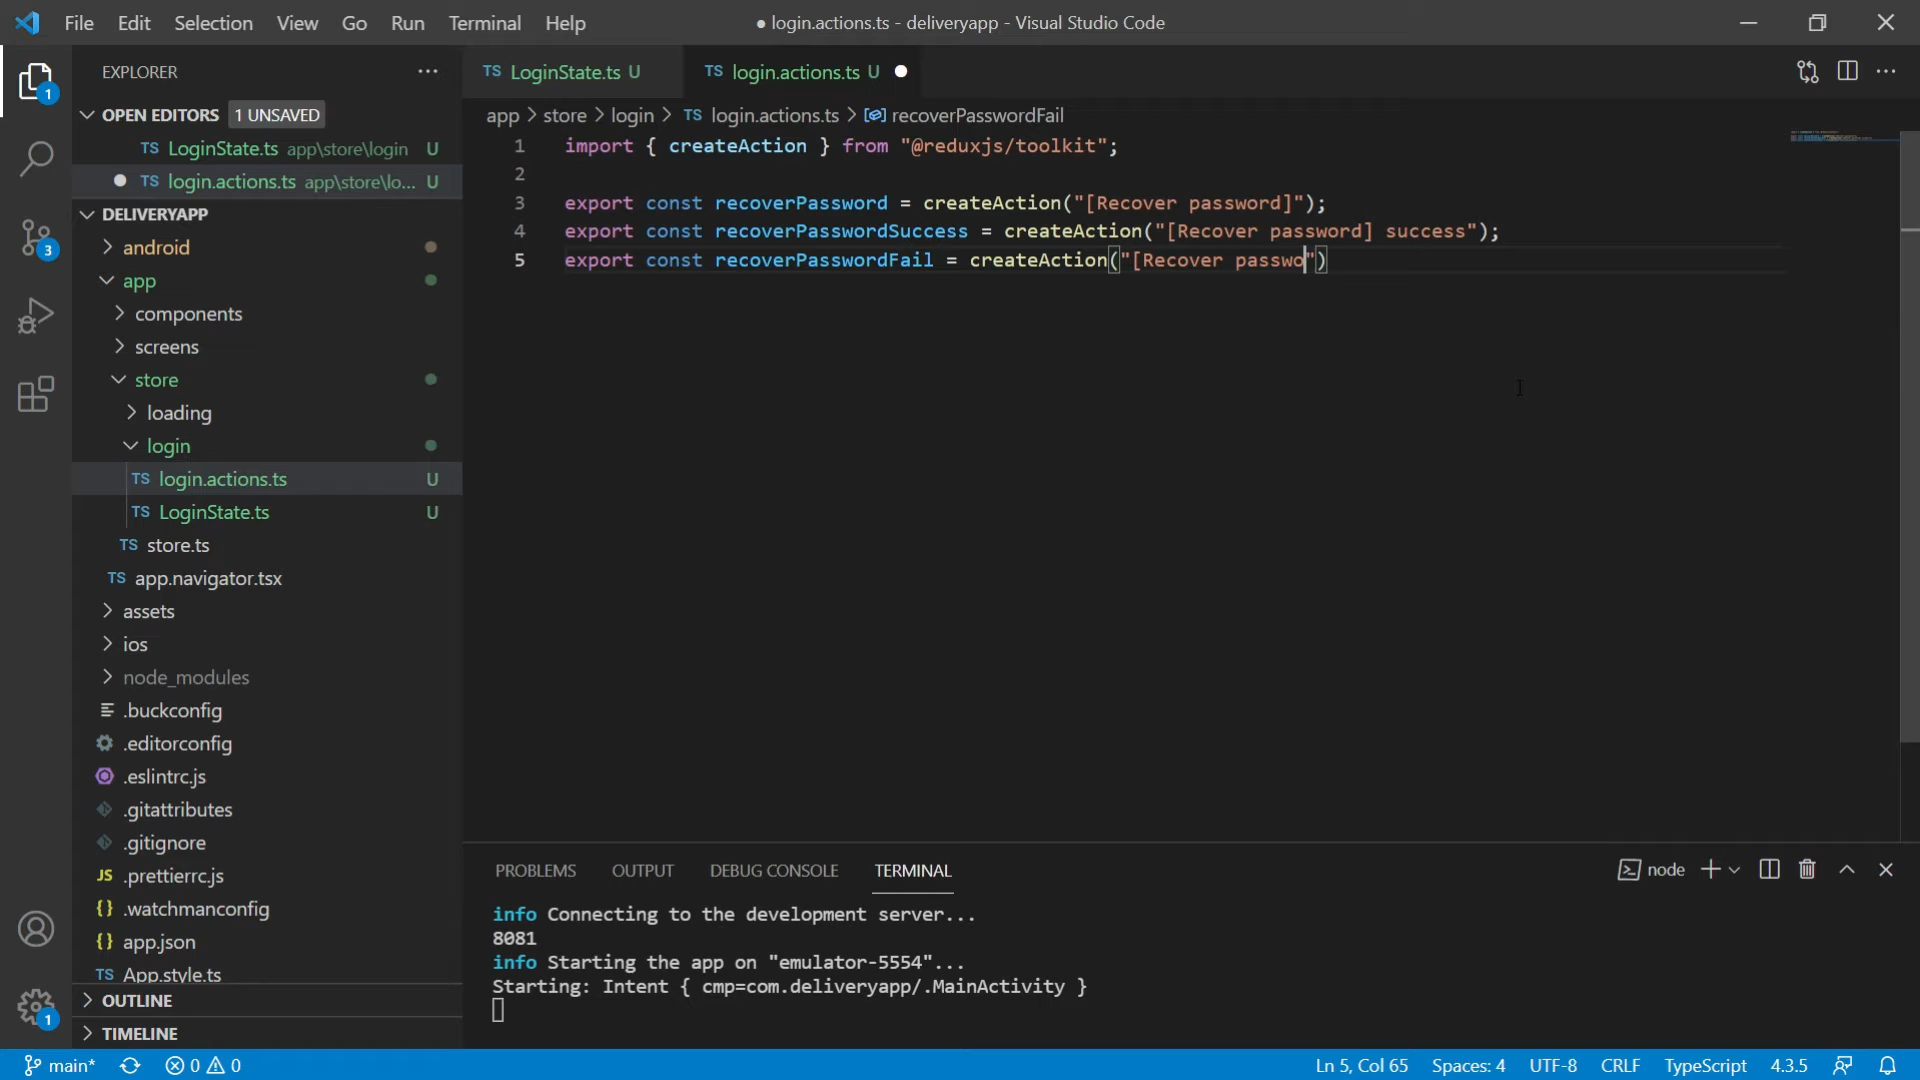 File Edit Selection View Go Run Terminal Help ● login.actions.ts - deliveryapp - Visual Studio Code
EXPLORER
TS LoginState.ts U
TS login.actions.ts U
OPEN EDITORS 1 UNSAVED
TS LoginState.ts app\store\login U
TS login.actions.ts app\store\lo... U
DELIVERYAPP
android
app
components
screens
store
loading
login
TS login.actions.ts U
TS LoginState.ts U
TS store.ts
TS app.navigator.tsx
assets
ios
node_modules
.buckconfig
.editorconfig
.eslintrc.js
.gitattributes
.gitignore
JS .prettierrc.js
{} .watchmanconfig
{} app.json
TS App.style.ts
OUTLINE
TIMELINE
app > store > login > TS login.actions.ts > recoverPasswordFail
1 import { createAction } from "@reduxjs/toolkit";
2
3 export const recoverPassword = createAction("[Recover password]");
4 export const recoverPasswordSuccess = createAction("[Recover password] success");
5 export const recoverPasswordFail = createAction("[Recover passwo")
PROBLEMS OUTPUT DEBUG CONSOLE TERMINAL node
info Connecting to the development server...
8081
info Starting the app on "emulator-5554"...
Starting: Intent { cmp=com.deliveryapp/.MainActivity }
1
3
1
main* 0 0 Ln 5, Col 65 Spaces: 4 UTF-8 CRLF TypeScript 4.3.5